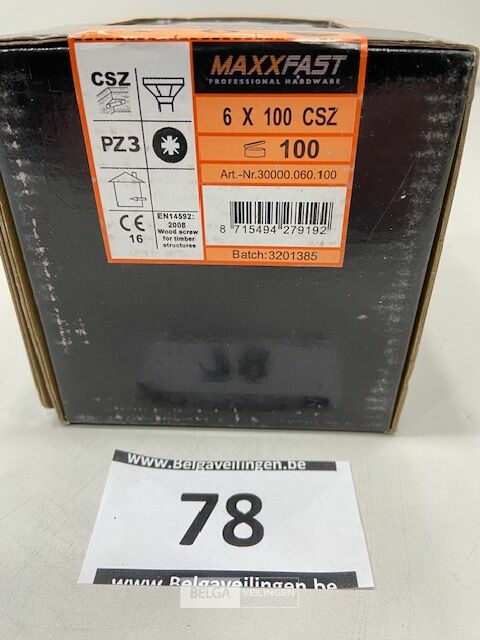 CSZ
MAXXFAST
PROFESSIONAL HARDWARE
6 X 100 CSZ
PZ3
100
Art.-Nr.30000.060.100
CE
16
EN14592:
2008
Wood screw
for timber
structures
8 715494 279192
Batch:3201385
www.Belgaveilingen.be
78
www.Belgaveilingen.be
BELGA VEILINGEN